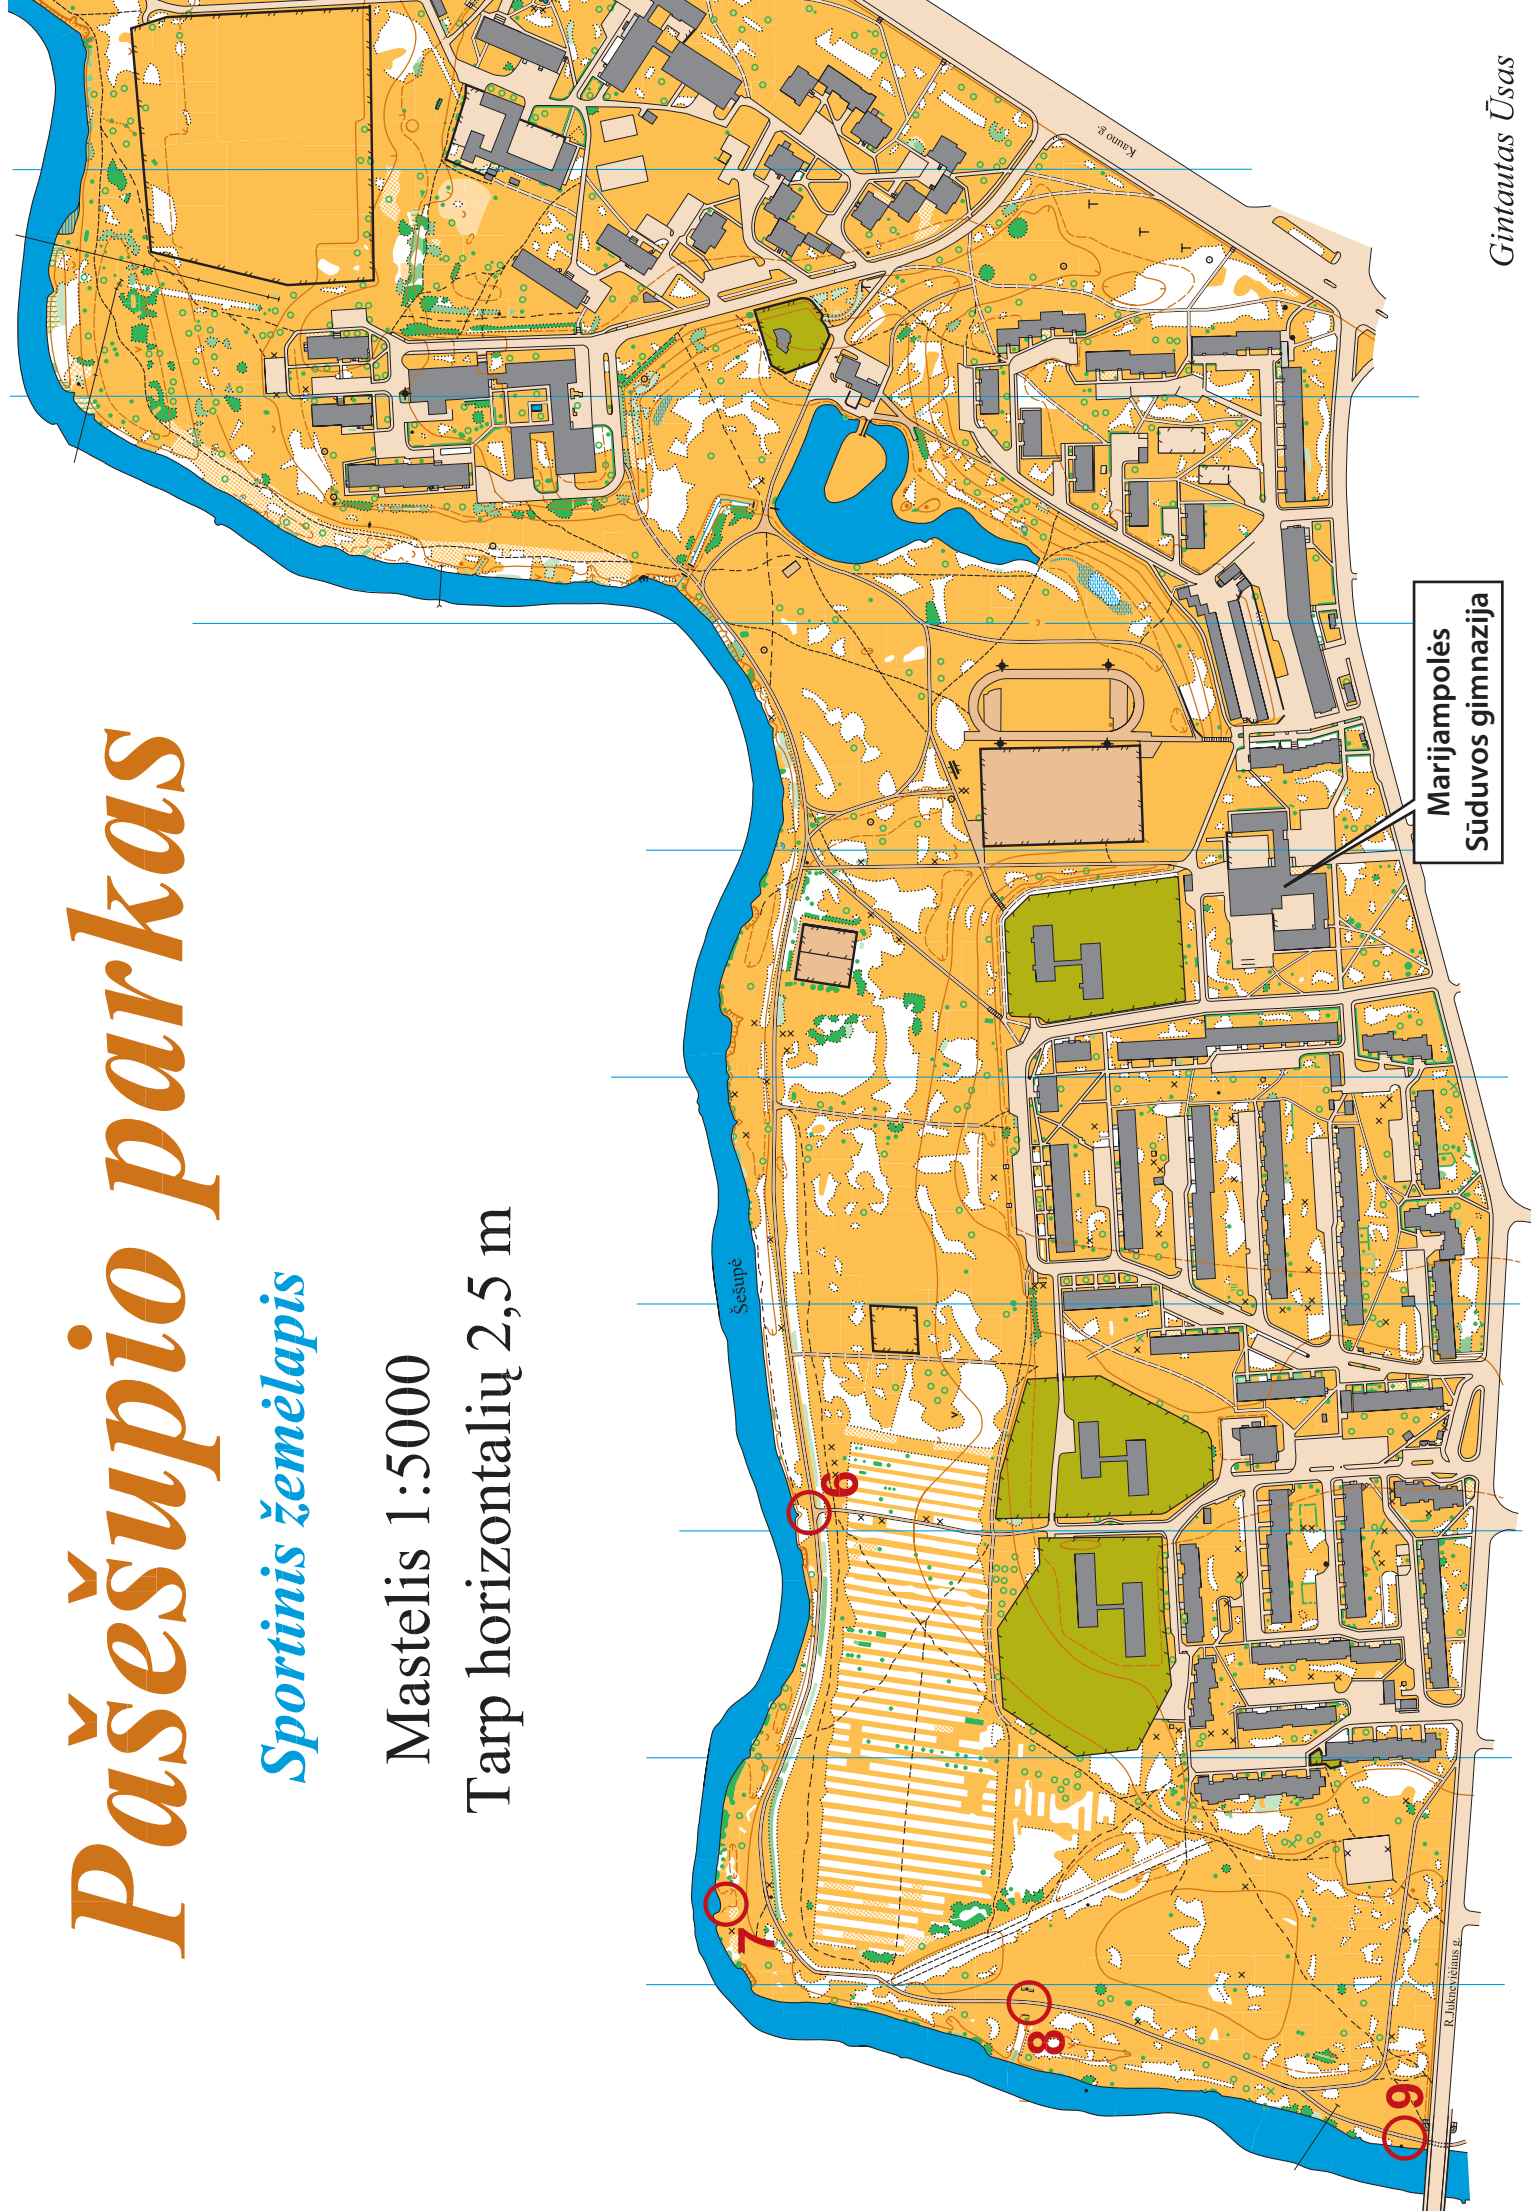 Pašešupio parkas
Sportinis žemėlapis
Mastelis 1:5000
Tarp horizontalių 2,5 m
Šešupė
Kauno g.
Marijampolės
Sūduvos gimnazija
R.Juknevičiaus g.
Gintautas Ūsas
6
7
8
9